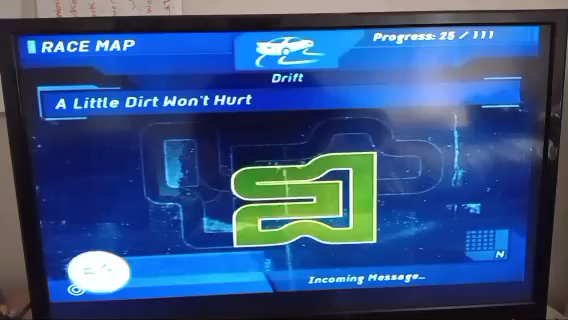 RACE MAP
Progress: 25 / 111
Drift
A Little Dirt Won't Hurt
N
Incoming Message...